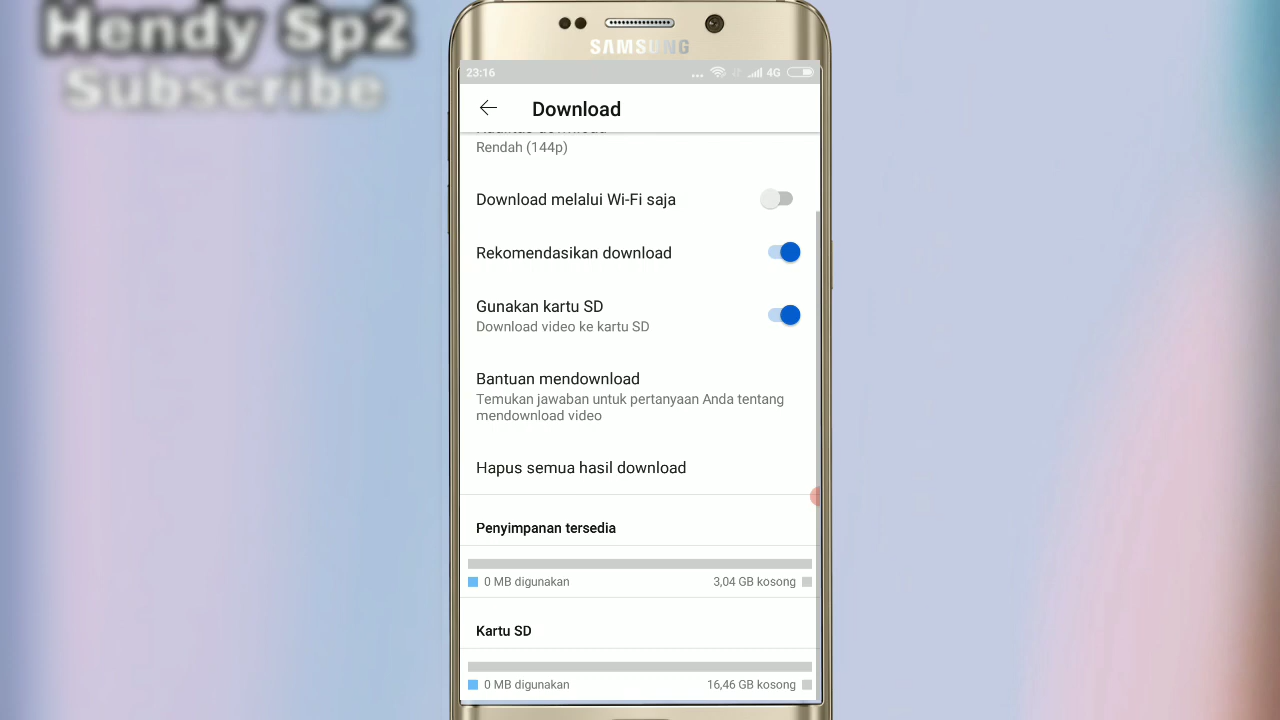 Hendy Sp2
Subscribe
SAMSUNG
23:16
4G
Download
Rendah (144p)
Download melalui Wi-Fi saja
Rekomendasikan download
Gunakan kartu SD
Download video ke kartu SD
Bantuan mendownload
Temukan jawaban untuk pertanyaan Anda tentang
mendownload video
Hapus semua hasil download
Penyimpanan tersedia
0 MB digunakan 3,04 GB kosong
Kartu SD
0 MB digunakan 16,46 GB kosong